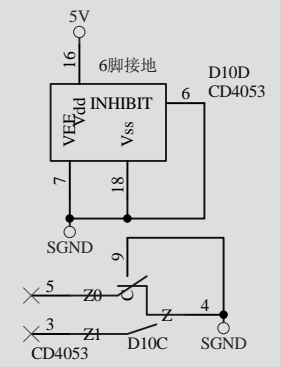 5V
16
6脚接地
D10D
CD4053
INHIBIT
6
Vdd
VEE
Vss
7
18
SGND
9
C
5
Z0
4
Z
3
Z1
SGND
D10C
CD4053